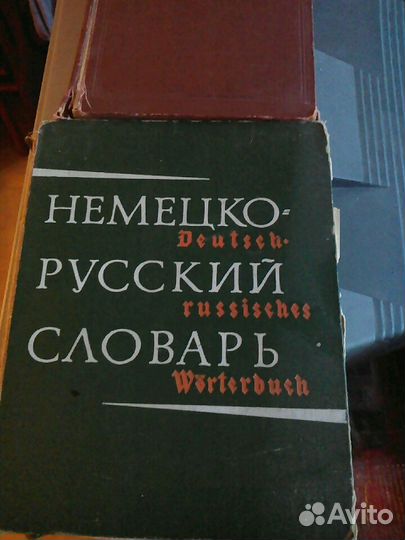 НЕМЕЦКО-
Deutsch-
РУССКИЙ
russisches
СЛОВАРЬ
Wörterbuch
Avito